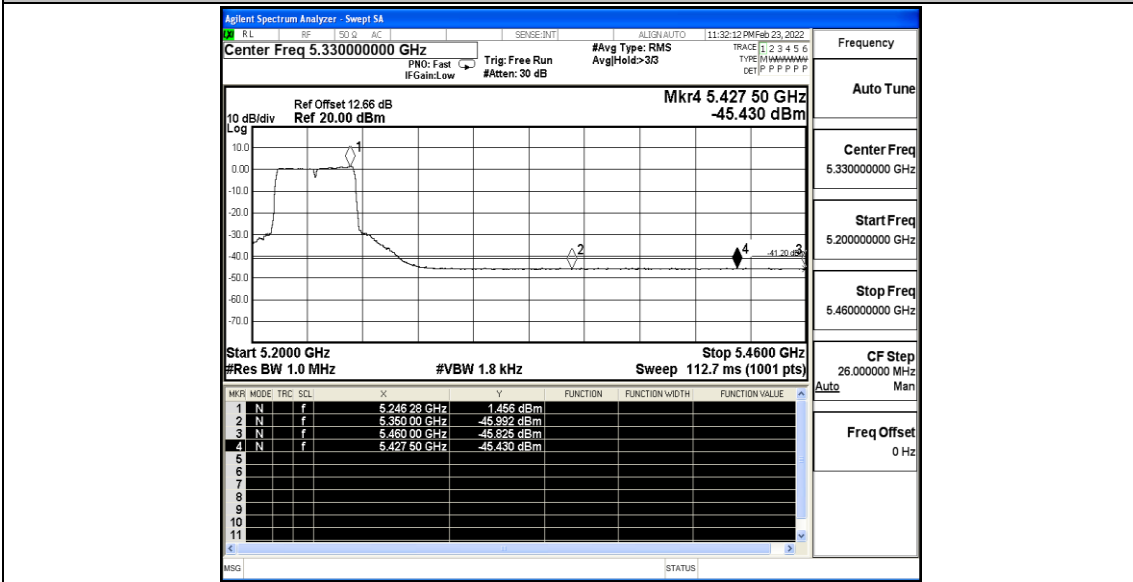 Agilent Spectrum Analyzer - Swept SA
RL RF 50 Ω AC SENSE:INT ALIGN AUTO 11:32:12 PM Feb 23, 2022
Center Freq 5.330000000 GHz
PNO: Fast
IFGain:Low
Trig: Free Run
#Atten: 30 dB
#Avg Type: RMS
Avg|Hold:>3/3
TRACE 1 2 3 4 5 6
TYPE M
DET P P P P P P
Ref Offset 12.66 dB
10 dB/div Ref 20.00 dBm
Log
Mkr4 5.427 50 GHz
-45.430 dBm
10.0
0.00
-10.0
-20.0
-30.0
-40.0
-50.0
-60.0
-70.0
1
2
4
3
Start 5.2000 GHz Stop 5.4600 GHz
#Res BW 1.0 MHz #VBW 1.8 kHz Sweep 112.7 ms (1001 pts)
MKR MODE TRC SCL X Y FUNCTION FUNCTION WIDTH FUNCTION VALUE
1 N f 5.246 28 GHz 1.456 dBm
2 N f 5.350 00 GHz -45.992 dBm
3 N f 5.460 00 GHz -45.825 dBm
4 N f 5.427 50 GHz -45.430 dBm
5
6
7
8
9
10
11
MSG STATUS
Frequency
Auto Tune
Center Freq
5.330000000 GHz
Start Freq
5.200000000 GHz
Stop Freq
5.460000000 GHz
CF Step
26.000000 MHz
Auto Man
Freq Offset
0 Hz